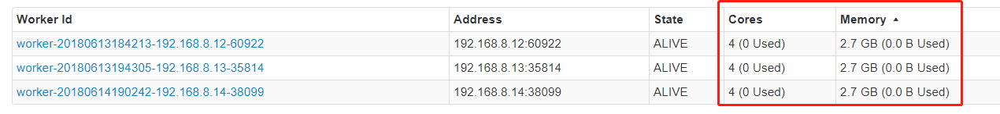 Worker Id Address State Cores Memory
worker-20180613184213-192.168.8.12-60922 192.168.8.12:60922 ALIVE 4 (0 Used) 2.7 GB (0.0 B Used)
worker-20180613194305-192.168.8.13-35814 192.168.8.13:35814 ALIVE 4 (0 Used) 2.7 GB (0.0 B Used)
worker-20180614190242-192.168.8.14-38099 192.168.8.14:38099 ALIVE 4 (0 Used) 2.7 GB (0.0 B Used)